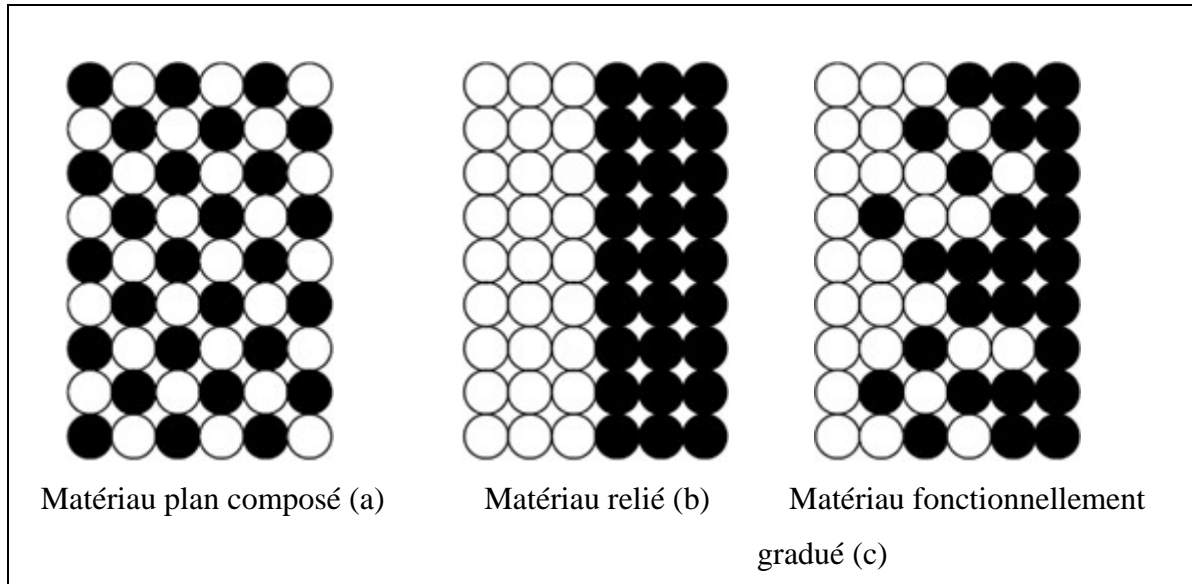 Matériau plan composé (a)
Matériau relié (b)
Matériau fonctionnellement
gradué (c)